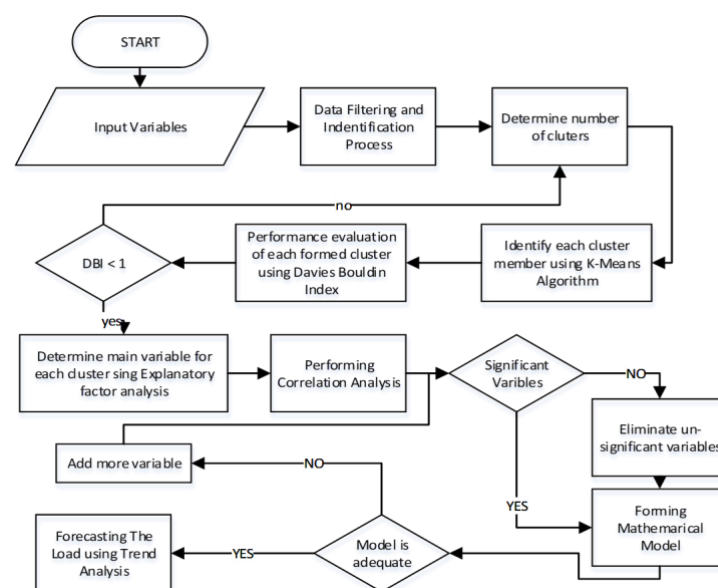 START
Input Variables
Data Filtering and
Indentification
Process
Determine number
of cluters
no
DBI < 1
Performance evaluation
of each formed cluster
using Davies Bouldin
Index
Identify each cluster
member using K-Means
Algorithm
yes
Determine main variable for
each cluster sing Explanatory
factor analysis
Performing
Correlation Analysis
Significant
Varibles
NO
Eliminate un-
significant variables
Add more variable
NO
YES
Forming
Mathemarical
Model
Forecasting The
Load using Trend
Analysis
YES
Model is
adequate